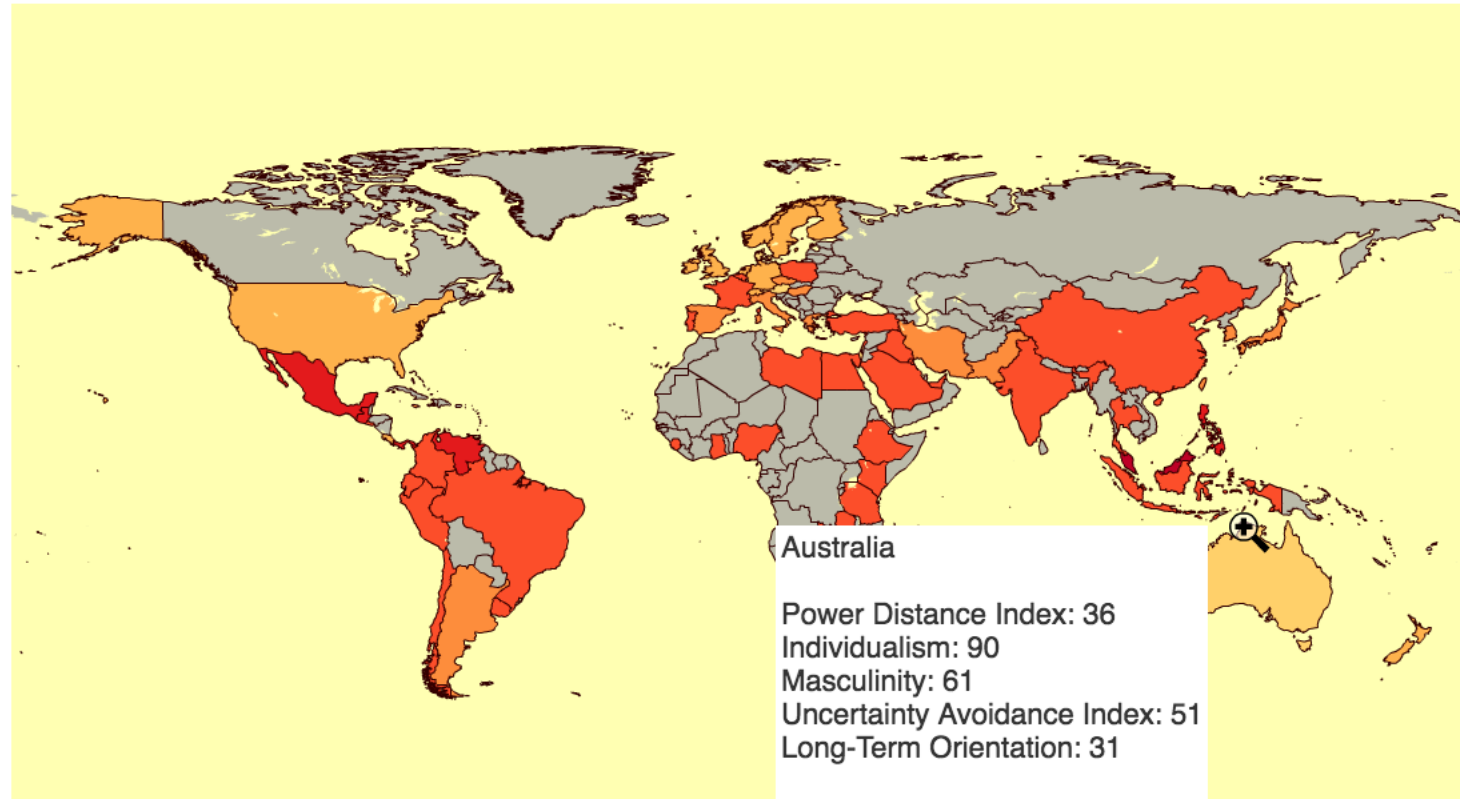 Australia
Power Distance Index: 36
Individualism: 90
Masculinity: 61
Uncertainty Avoidance Index: 51
Long-Term Orientation: 31